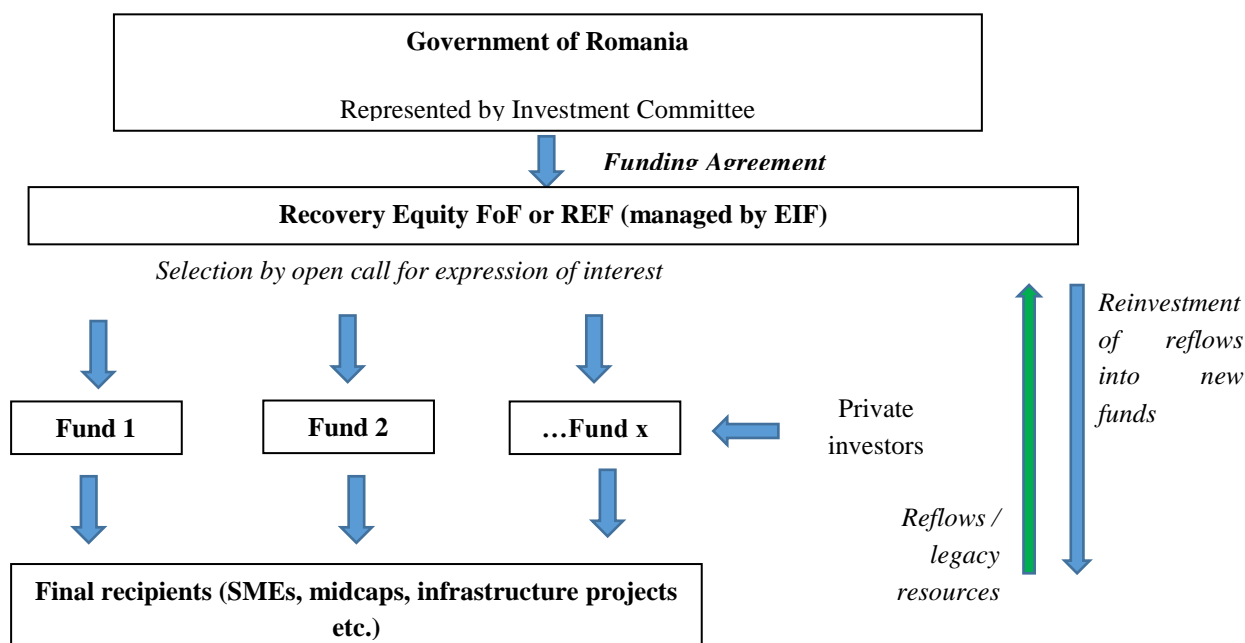 Government of Romania
Represented by Investment Committee
Funding Agreement
Recovery Equity FoF or REF (managed by EIF)
Selection by open call for expression of interest
Reinvestment
of reflows
into new
funds
Fund 1
Fund 2
…Fund x
Private
investors
Reflows /
legacy
resources
Final recipients (SMEs, midcaps, infrastructure projects
etc.)